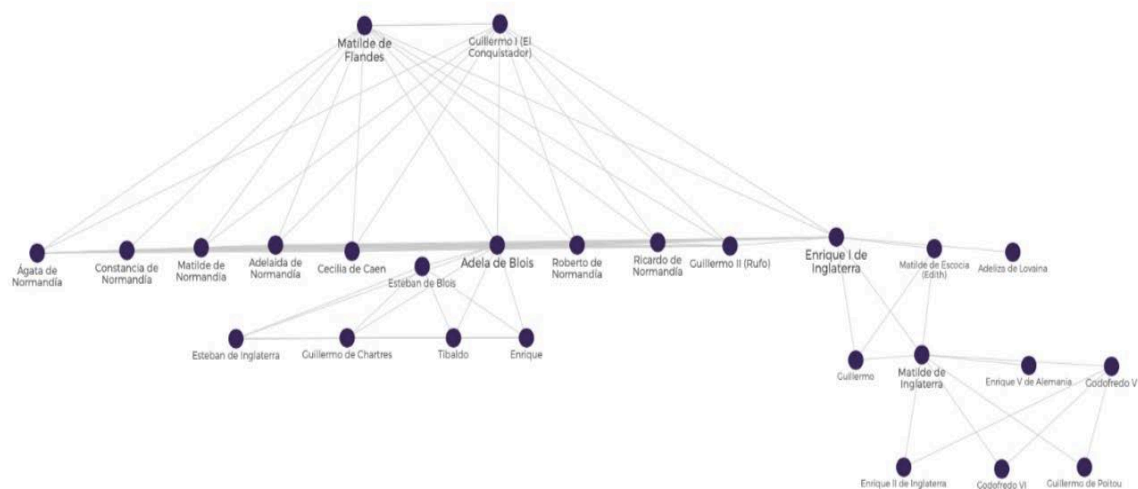 Matilde de
Flandes
Guillermo I (El
Conquistador)
Ágata de
Normandía
Constancia de
Normandía
Matilde de
Normandía
Adelaida de
Normandía
Cecilia de Caen
Adela de Blois
Esteban de Blois
Roberto de
Normandía
Ricardo de
Normandía
Guillermo II (Rufo)
Enrique I de
Inglaterra
Matilde de Escocia
(Edith)
Adeliza de Lovaina
Esteban de Inglaterra
Guillermo de Chartres
Tibaldo
Enrique
Guillermo
Matilde de
Inglaterra
Enrique V de Alemania
Godofredo V
Enrique II de Inglaterra
Godofredo VI
Guillermo de Poitou